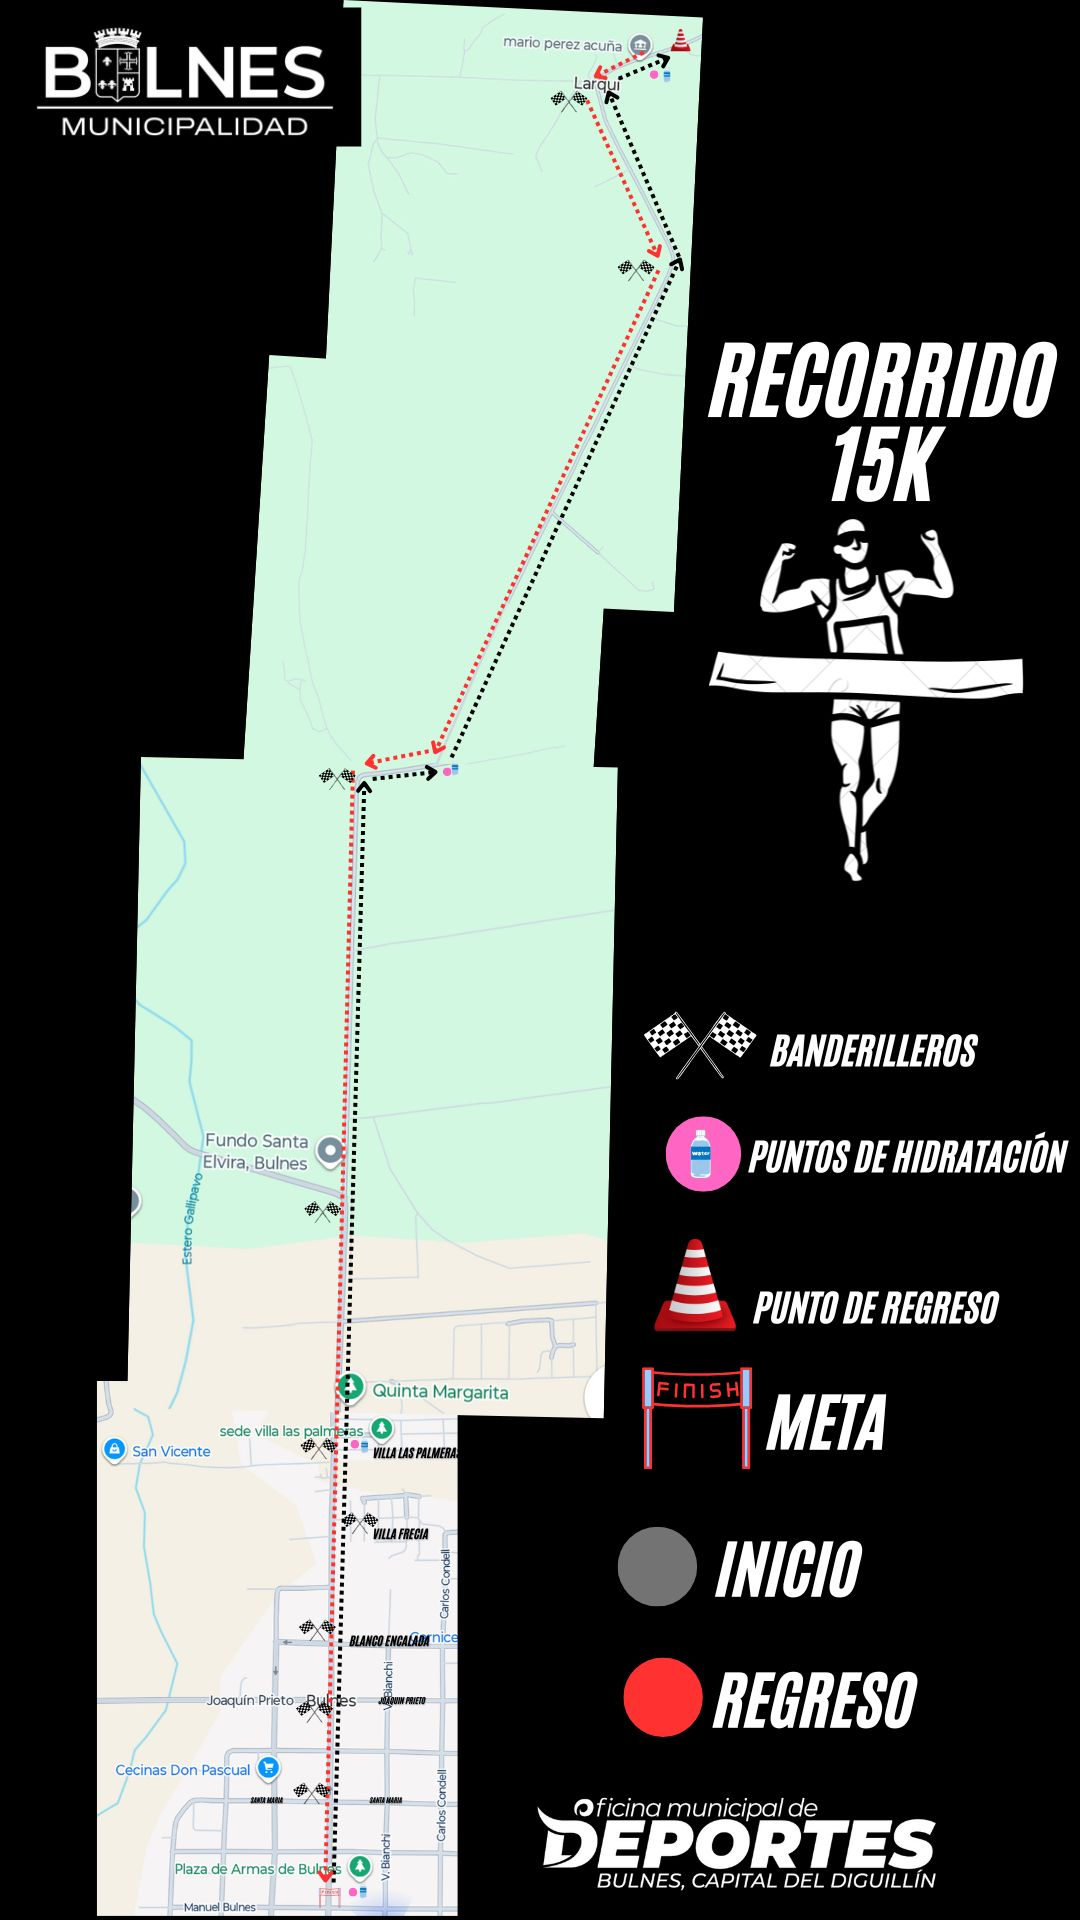 BULNES
MUNICIPALIDAD
mario perez acuña
Larqui
RECORRIDO
15K
BANDERILLEROS
Fundo Santa
Elvira, Bulnes
water
PUNTOS DE HIDRATACIÓN
Estero Gallipavo
PUNTO DE REGRESO
FINISH
META
Quinta Margarita
sede villa las palmeras
San Vicente
VILLA LAS PALMERAS
VILLA FRECIA
Carlos Condell
INICIO
BLANCO ENCALADA
V. Bianchi
Joaquín Prieto
Bulnes
JOAQUIN PRIETO
REGRESO
Cecinas Don Pascual
SANTA MARIA
SANTA MARIA
Carlos Condell
V. Bianchi
Plaza de Armas de Bulnes
FINISH
Manuel Bulnes
Oficina municipal de
DEPORTES
BULNES, CAPITAL DEL DIGUILLÍN